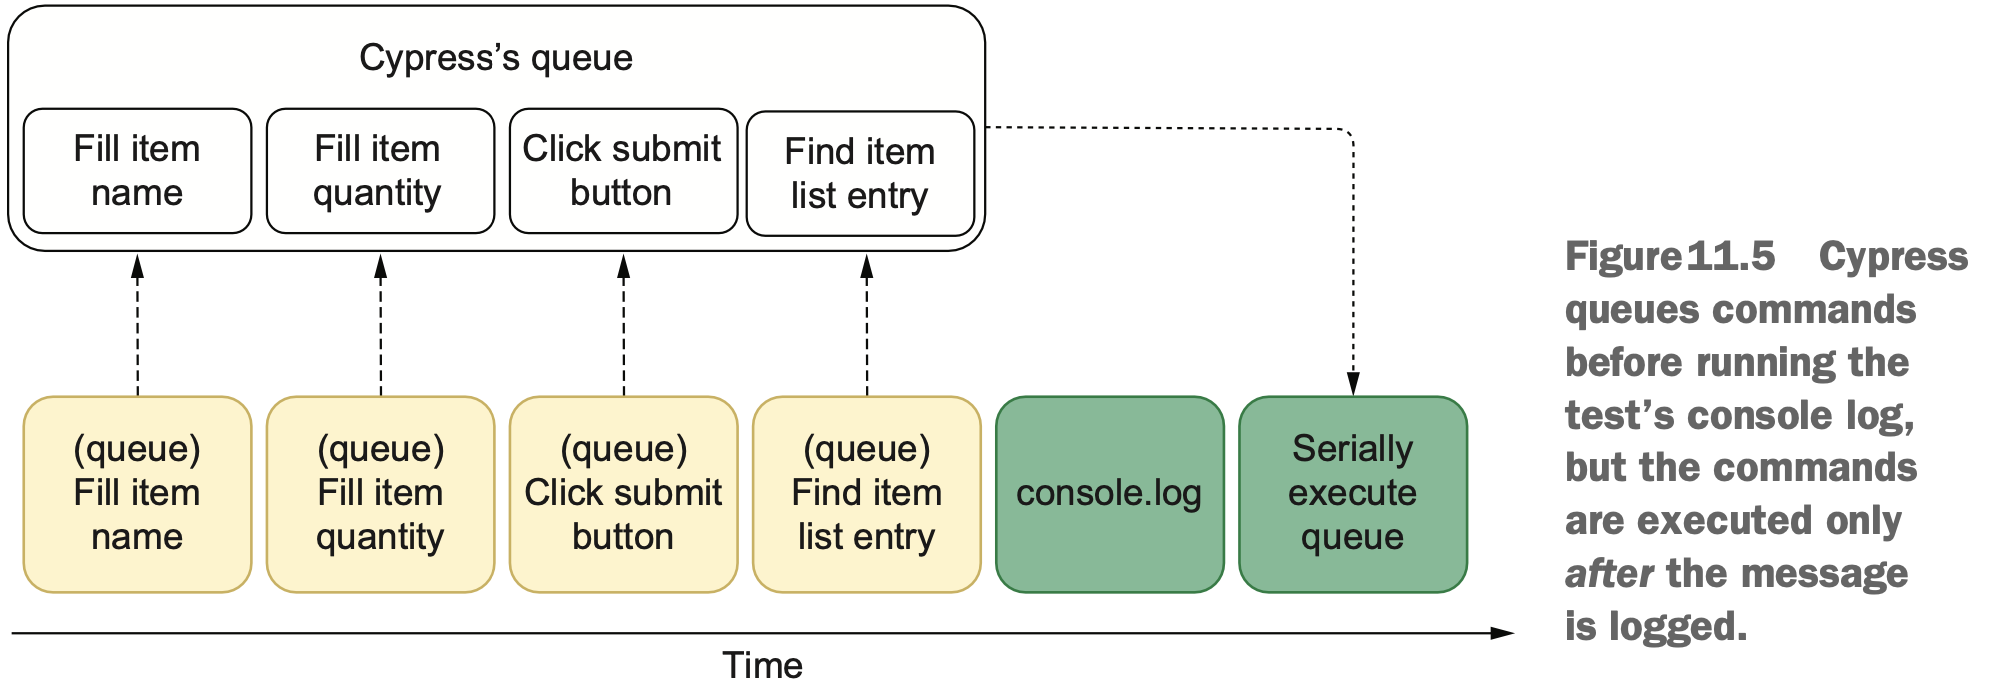 Cypress’s queue
Fill item
name
Fill item
quantity
Click submit
button
Find item
list entry
(queue)
Fill item
name
(queue)
Fill item
quantity
(queue)
Click submit
button
(queue)
Find item
list entry
console.log
Serially
execute
queue
Time
Figure 11.5 Cypress
queues commands
before running the
test’s console log,
but the commands
are executed only
after the message
is logged.